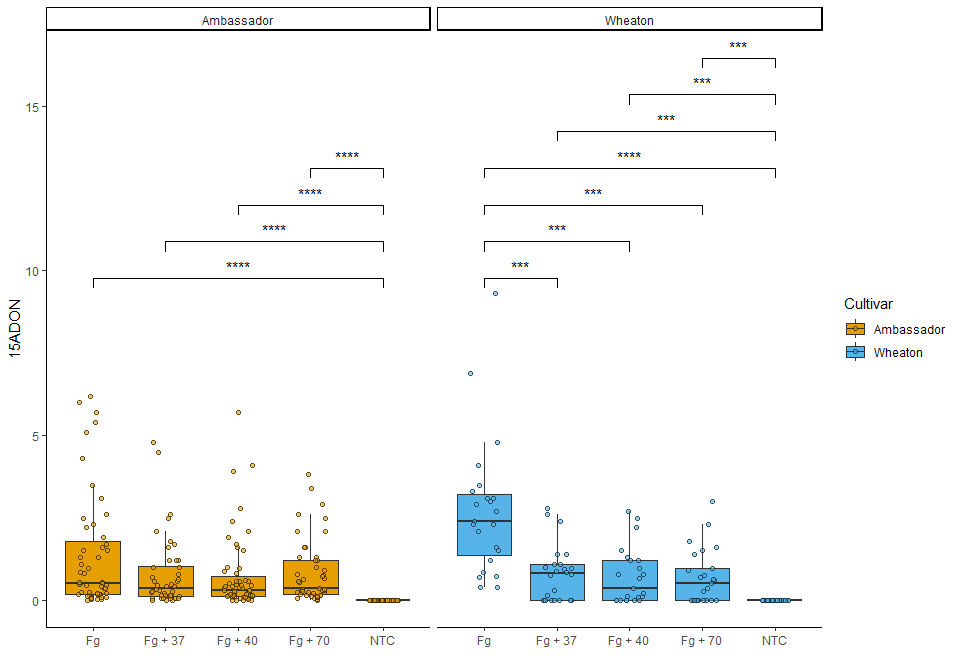 Ambassador
Wheaton
15ADON
15
10
5
0
****
****
****
****
***
***
***
****
***
***
***
Fg
Fg + 37
Fg + 40
Fg + 70
NTC
Fg
Fg + 37
Fg + 40
Fg + 70
NTC
Cultivar
Ambassador
Wheaton